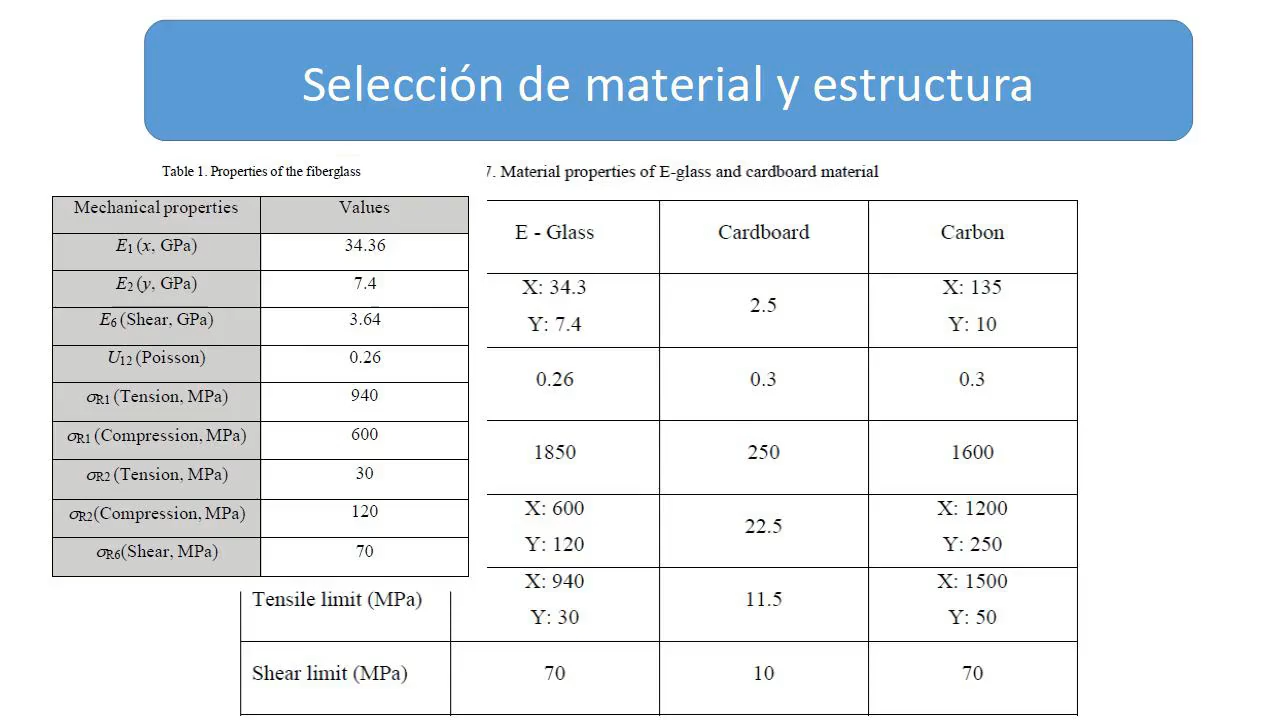 Selección de material y estructura
Table 1. Properties of the fiberglass
Mechanical properties Values
E1 (x, GPa) 34.36
E2 (y, GPa) 7.4
E6 (Shear, GPa) 3.64
U12 (Poisson) 0.26
σR1 (Tension, MPa) 940
σR1 (Compression, MPa) 600
σR2 (Tension, MPa) 30
σR2(Compression, MPa) 120
σR6(Shear, MPa) 70
7. Material properties of E-glass and cardboard material
E - Glass Cardboard Carbon
X: 34.3
Y: 7.4
2.5
X: 135
Y: 10
0.26 0.3 0.3
1850 250 1600
X: 600
Y: 120
22.5
X: 1200
Y: 250
Tensile limit (MPa)
X: 940
Y: 30
11.5
X: 1500
Y: 50
Shear limit (MPa) 70 10 70